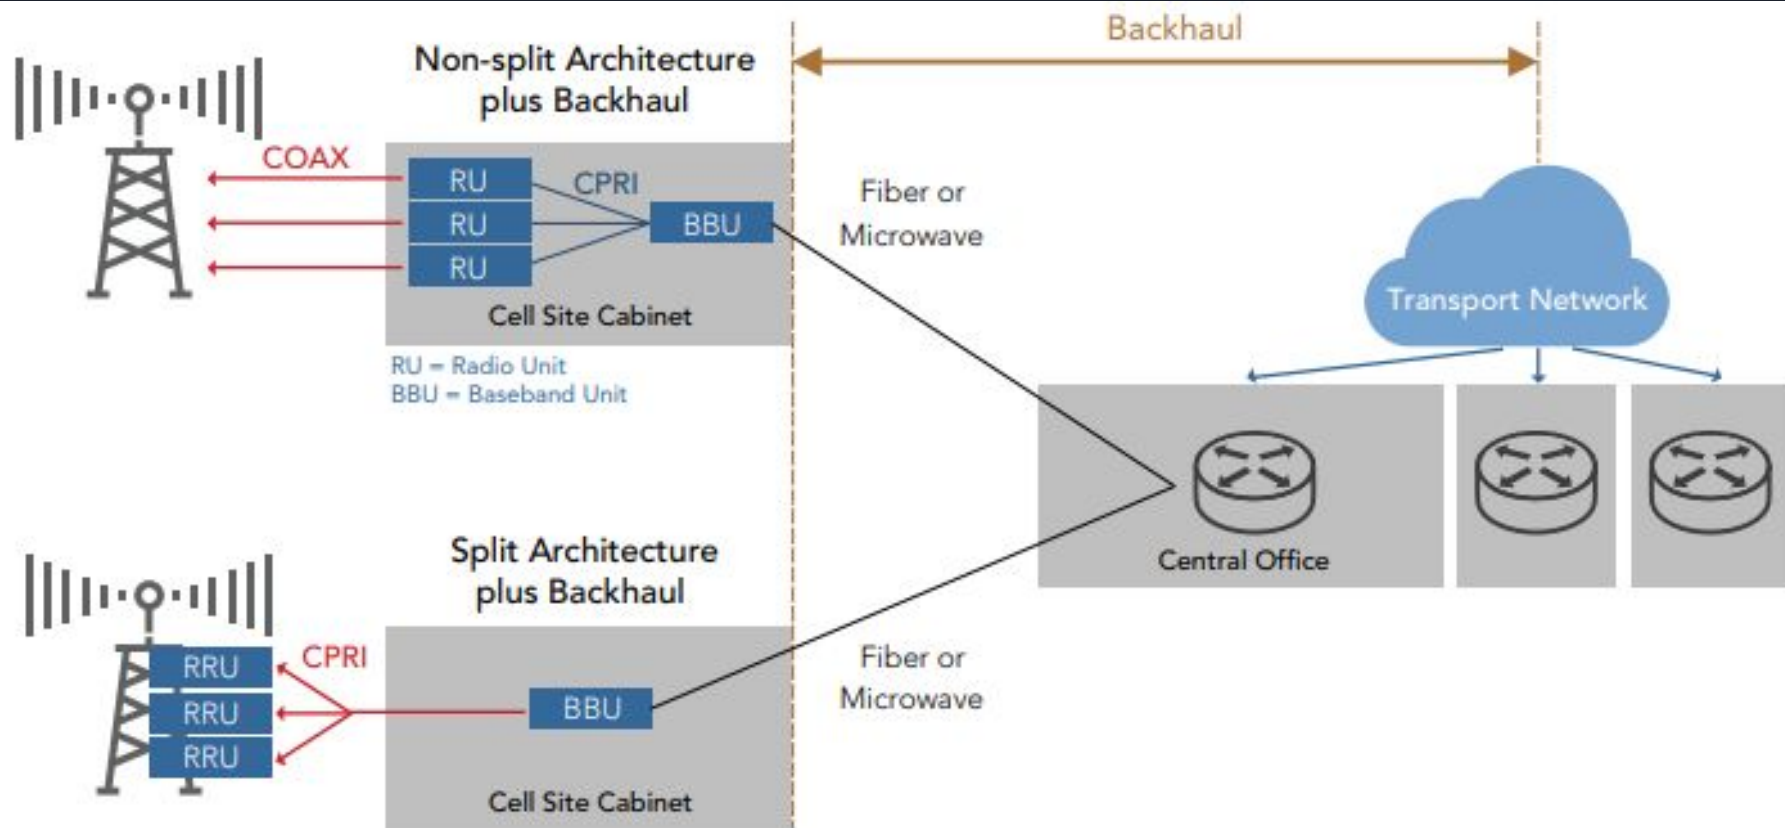 Backhaul
Non-split Architecture
plus Backhaul
COAX
RU
CPRI
RU
BBU
RU
Cell Site Cabinet
RU = Radio Unit
BBU = Baseband Unit
Fiber or
Microwave
Transport Network
Central Office
Split Architecture
plus Backhaul
RRU
CPRI
RRU
BBU
RRU
Cell Site Cabinet
Fiber or
Microwave